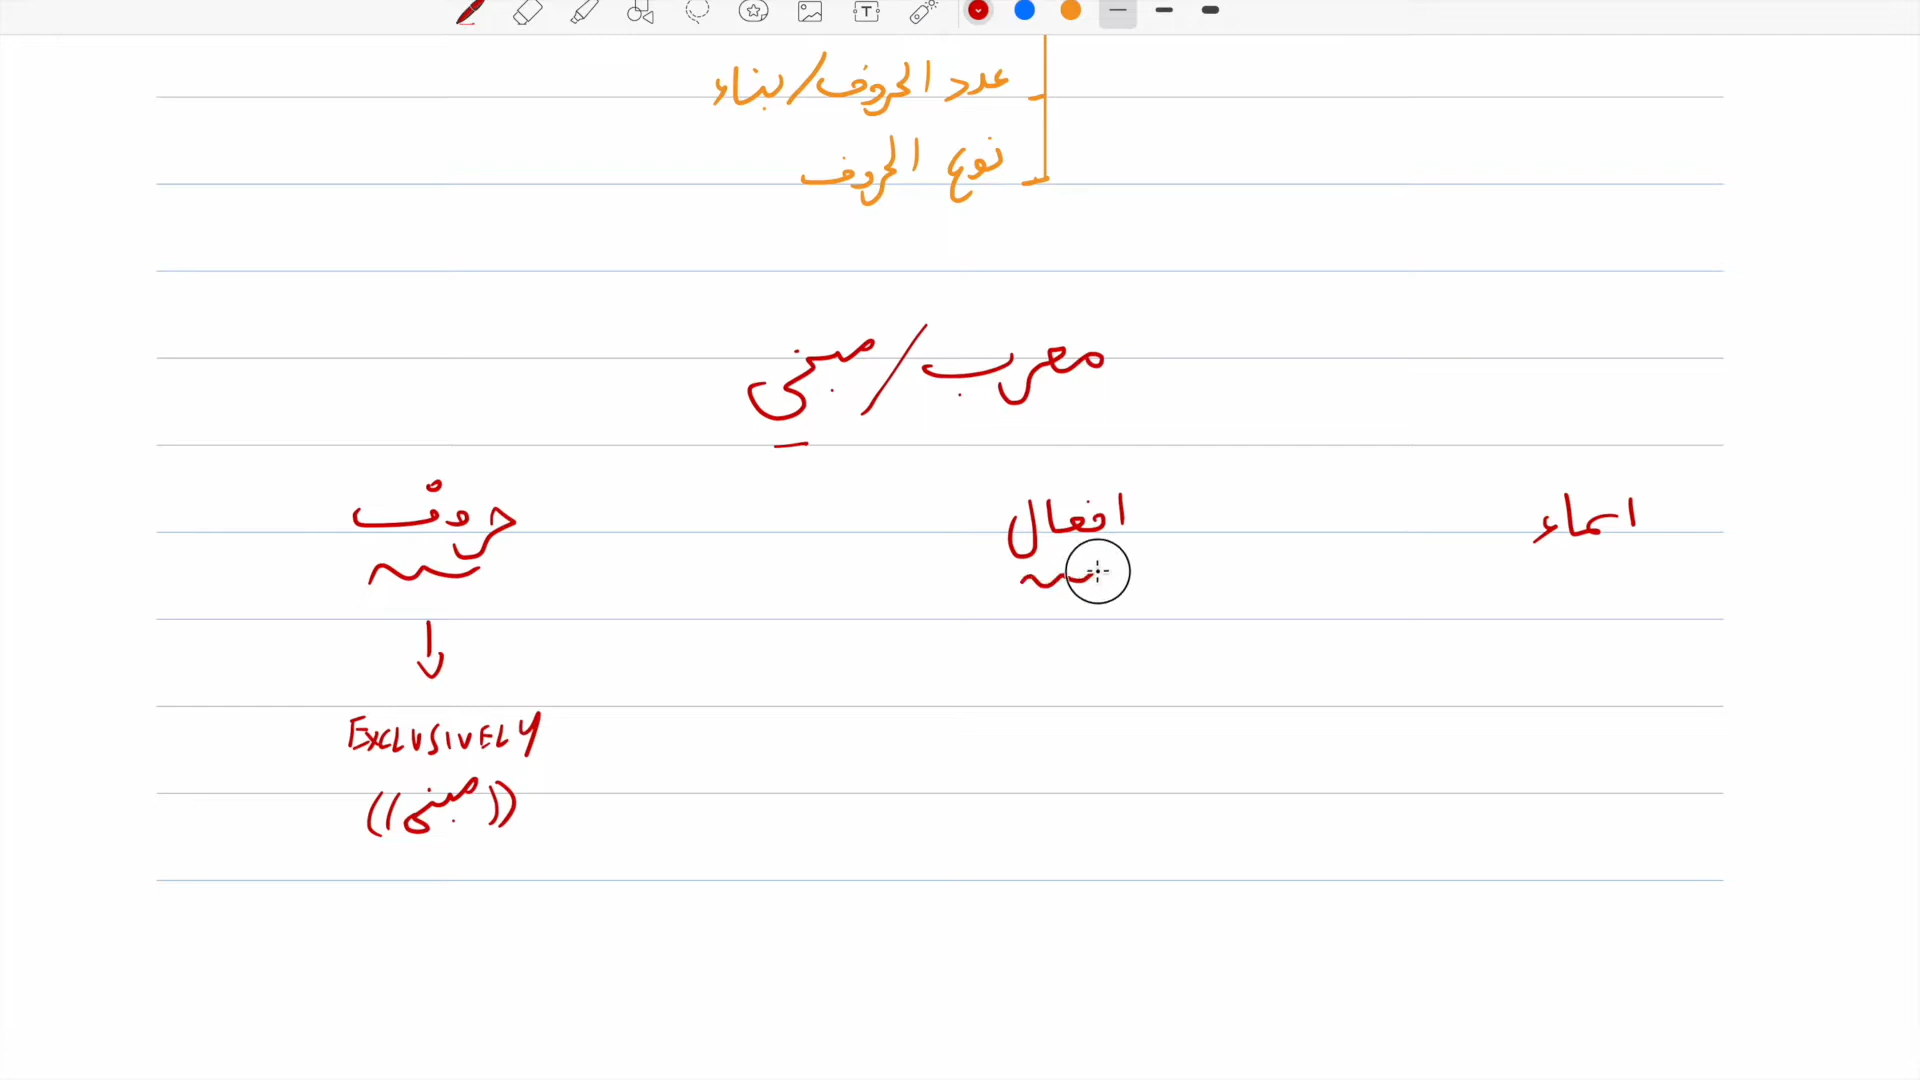 عدد الحروف/بناء
نوع الحروف
معرب/مبني
اسماء افعال حروف
EXCLUSIVELY
((مبني))